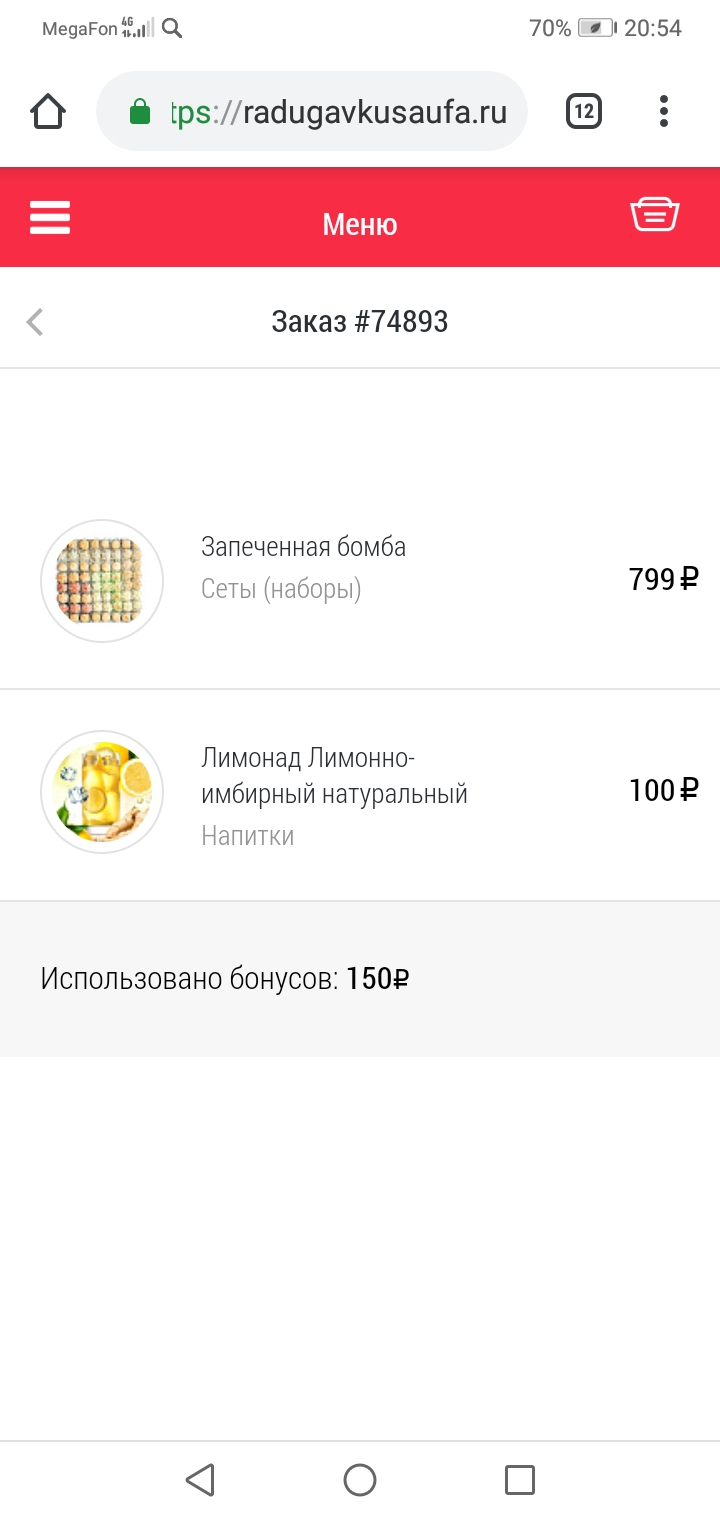 MegaFon 4G 70% 20:54
tps://radugavkusaufa.ru 12
Меню
Заказ #74893
Запеченная бомба
Сеты (наборы)
799 ₽
Лимонад Лимонно-
имбирный натуральный
Напитки
100 ₽
Использовано бонусов: 150₽